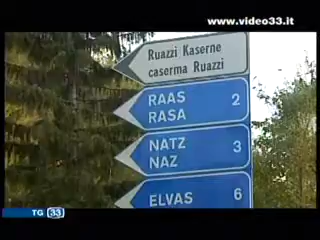 www.video33.it
Ruazzi Kaserne
caserma Ruazzi
RAAS 2
RASA
NATZ 3
NAZ
ELVAS 6
TG 33